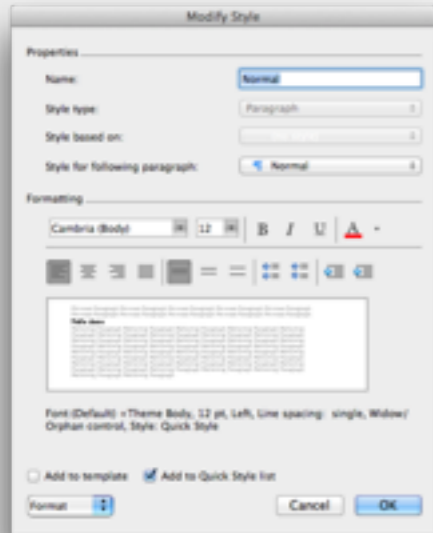 Modify Style
Properties
Name: Normal
Style type: Paragraph
Style based on:
Style for following paragraph: ¶ Normal
Formatting
Cambria (Body) 12 B I U A
Font:(Default) +Theme Body, 12 pt, Left, Line spacing: single, Widow/
Orphan control, Style: Quick Style
Add to template Add to Quick Style list
Format Cancel OK